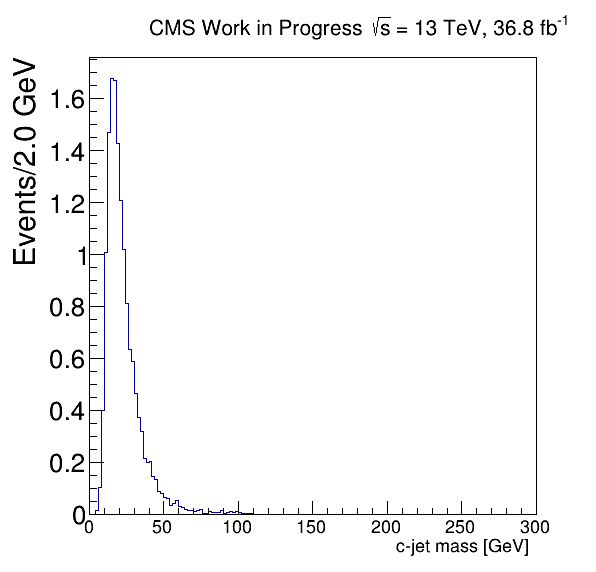 CMS Work in Progress √s = 13 TeV, 36.8 fb⁻¹
Events/2.0 GeV
1.6
1.4
1.2
1
0.8
0.6
0.4
0.2
0
0 50 100 150 200 250 300
c-jet mass [GeV]